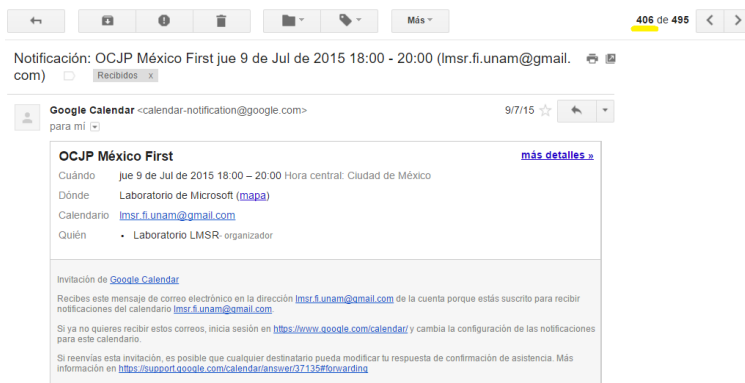 Más
406 de 495
Notificación: OCJP México First jue 9 de Jul de 2015 18:00 - 20:00 (lmsr.fi.unam@gmail.
com) Recibidos x
Google Calendar <calendar-notification@google.com> 9/7/15
para mí
OCJP México First más detalles »
Cuándo jue 9 de Jul de 2015 18:00 – 20:00 Hora central: Ciudad de México
Dónde Laboratorio de Microsoft (mapa)
Calendario lmsr.fi.unam@gmail.com
Quién • Laboratorio LMSR- organizador
Invitación de Google Calendar
Recibes este mensaje de correo electrónico en la dirección lmsr.fi.unam@gmail.com de la cuenta porque estás suscrito para recibir
notificaciones del calendario lmsr.fi.unam@gmail.com.
Si ya no quieres recibir estos correos, inicia sesión en https://www.google.com/calendar/ y cambia la configuración de las notificaciones
para este calendario.
Si reenvías esta invitación, es posible que cualquier destinatario pueda modificar tu respuesta de confirmación de asistencia. Más
información en https://support.google.com/calendar/answer/37135#forwarding